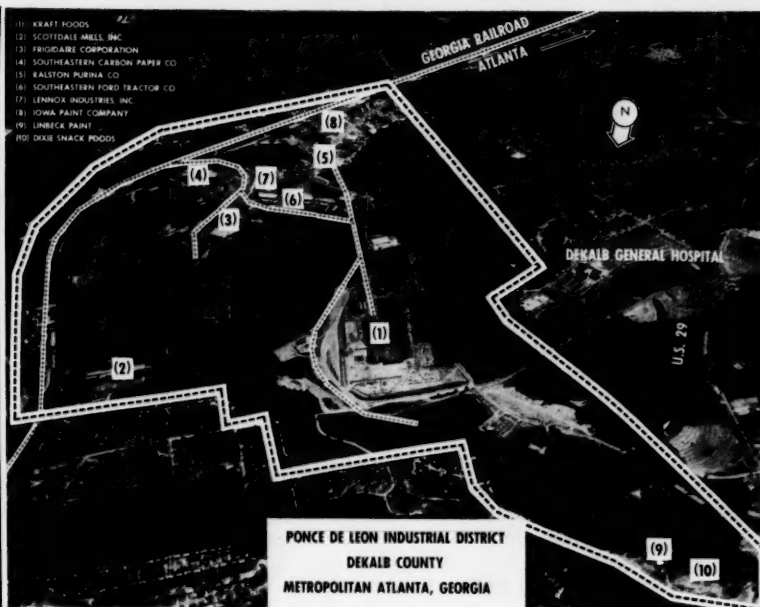 (1) KRAFT FOODS
(2) SCOTTDALE MILLS, INC
(3) FRIGIDAIRE CORPORATION
(4) SOUTHEASTERN CARBON PAPER CO
(5) RALSTON PURINA CO
(6) SOUTHEASTERN FORD TRACTOR CO
(7) LENNOX INDUSTRIES, INC.
(8) IOWA PAINT COMPANY
(9) LINBECK PAINT
(10) DIXIE SNACK FOODS
GEORGIA RAILROAD
ATLANTA
N
(8)
(5)
(4)
(7)
(6)
(3)
DEKALB GENERAL HOSPITAL
(1)
U.S. 29
(2)
PONCE DE LEON INDUSTRIAL DISTRICT
DEKALB COUNTY
METROPOLITAN ATLANTA, GEORGIA
(9)
(10)